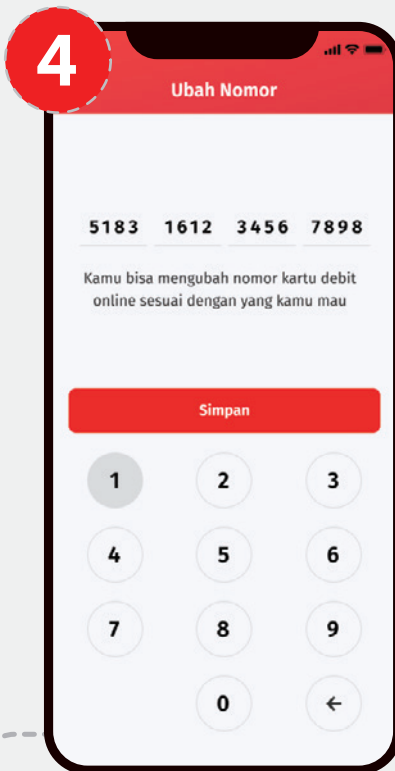 4
Ubah Nomor
5183 1612 3456 7898
Kamu bisa mengubah nomor kartu debit
online sesuai dengan yang kamu mau
Simpan
1 2 3
4 5 6
7 8 9
0 ←